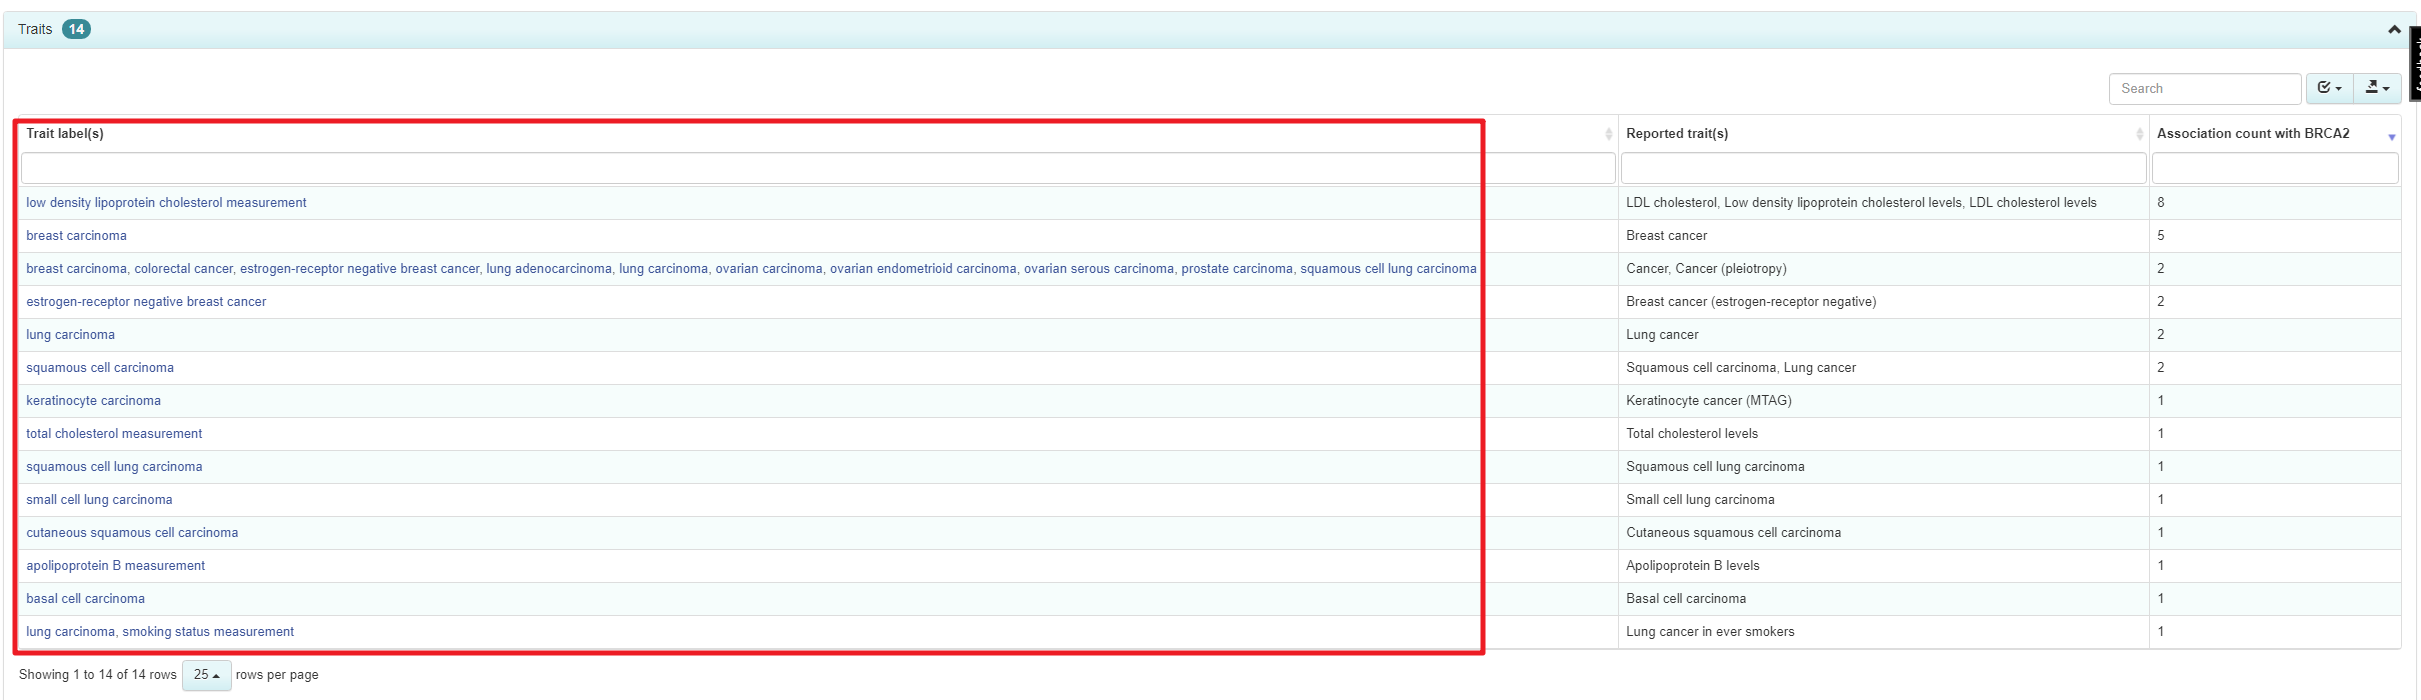 Traits 14
Search
Trait label(s) Reported trait(s) Association count with BRCA2
low density lipoprotein cholesterol measurement LDL cholesterol, Low density lipoprotein cholesterol levels, LDL cholesterol levels 8
breast carcinoma Breast cancer 5
breast carcinoma, colorectal cancer, estrogen-receptor negative breast cancer, lung adenocarcinoma, lung carcinoma, ovarian carcinoma, ovarian endometrioid carcinoma, ovarian serous carcinoma, prostate carcinoma, squamous cell lung carcinoma Cancer, Cancer (pleiotropy) 2
estrogen-receptor negative breast cancer Breast cancer (estrogen-receptor negative) 2
lung carcinoma Lung cancer 2
squamous cell carcinoma Squamous cell carcinoma, Lung cancer 2
keratinocyte carcinoma Keratinocyte cancer (MTAG) 1
total cholesterol measurement Total cholesterol levels 1
squamous cell lung carcinoma Squamous cell lung carcinoma 1
small cell lung carcinoma Small cell lung carcinoma 1
cutaneous squamous cell carcinoma Cutaneous squamous cell carcinoma 1
apolipoprotein B measurement Apolipoprotein B levels 1
basal cell carcinoma Basal cell carcinoma 1
lung carcinoma, smoking status measurement Lung cancer in ever smokers 1
Showing 1 to 14 of 14 rows 25 rows per page